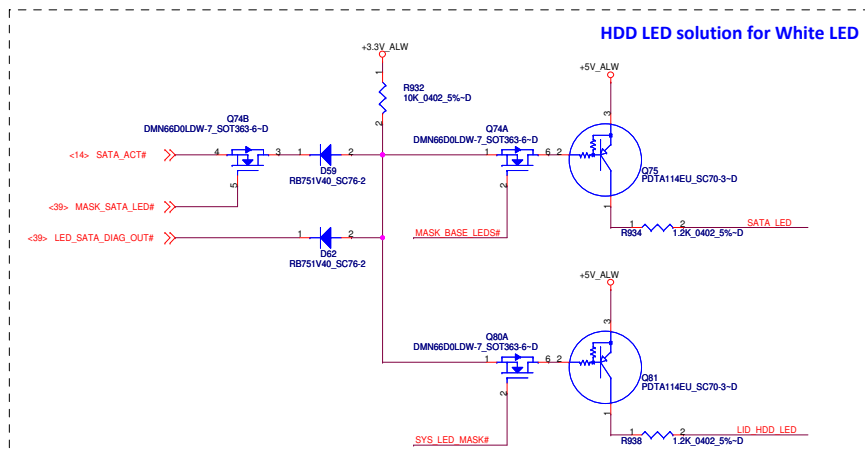 HDD LED solution for White LED
+3.3V_ALW
+5V_ALW
1
R932
10K_0402_5%~D
2
3
Q74B
DMN66D0LDW-7_SOT363-6~D
Q74A
DMN66D0LDW-7_SOT363-6~D
<14> SATA_ACT#
4
3
1
2
1
6
2
D59
RB751V40_SC76-2
Q75
PDTA114EU_SC70-3~D
5
2
1
<39> MASK_SATA_LED#
1
2
SATA_LED
R934
1.2K_0402_5%~D
<39> LED_SATA_DIAG_OUT#
1
2
MASK_BASE_LEDS#
D62
RB751V40_SC76-2
+5V_ALW
3
Q80A
DMN66D0LDW-7_SOT363-6~D
1
6
2
Q81
PDTA114EU_SC70-3~D
2
1
SYS_LED_MASK#
1
2
LID_HDD_LED
R938
1.2K_0402_5%~D